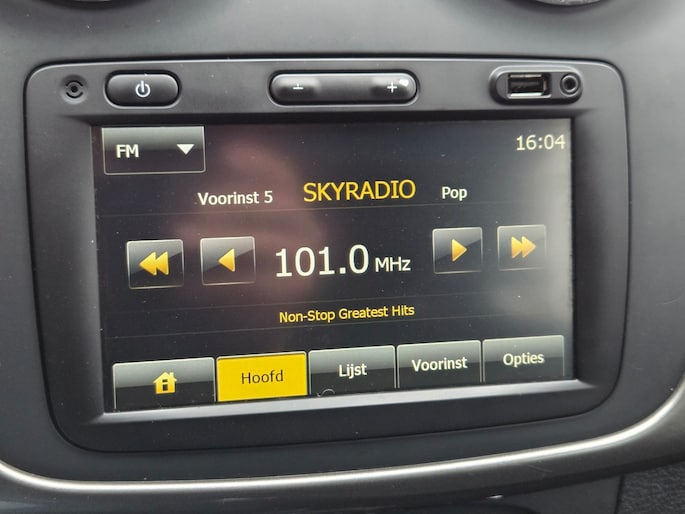 − +
FM 16:04
Voorinst 5 SKYRADIO Pop
101.0 MHz
Non-Stop Greatest Hits
Hoofd Lijst Voorinst Opties